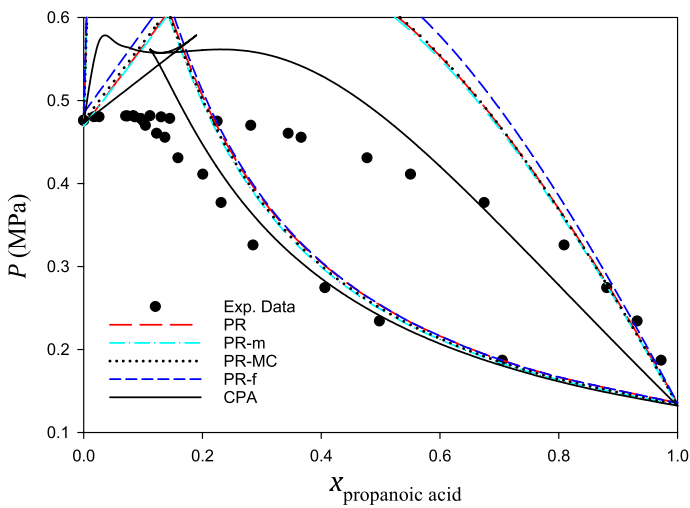 0.6
0.5
0.4
0.3
0.2
0.1
P (MPa)
Exp. Data
PR
PR-m
PR-MC
PR-f
CPA
0.0 0.2 0.4 0.6 0.8 1.0
x propanoic acid